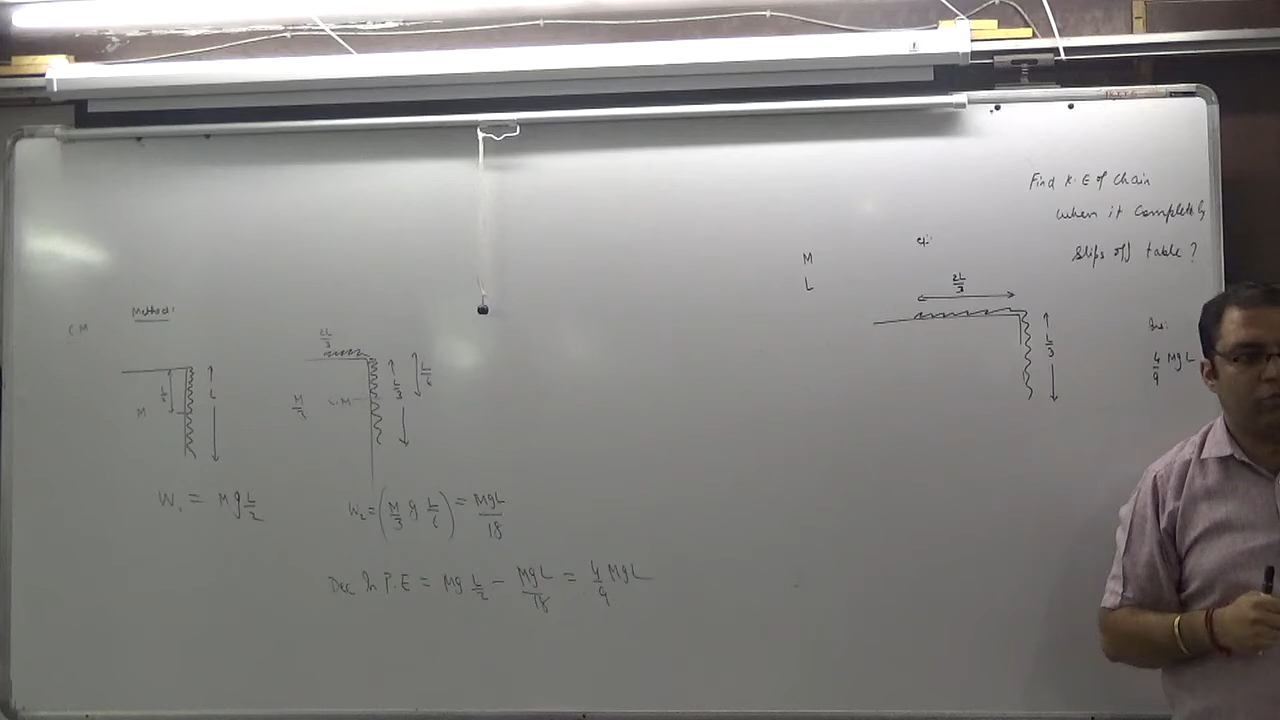 Find K.E of Chain
when it completely
slips off table ?
M
L
2L/3
L/3
Ans:
4/9 MgL
CM
Method:
L
M
2L/3
L/3
L/6
M/3
C.M
W₁ = Mg L/2
W₂ = (M/3 g L/6) = MgL/18
Dec In P.E = Mg L/2 - MgL/18 = 4/9 MgL